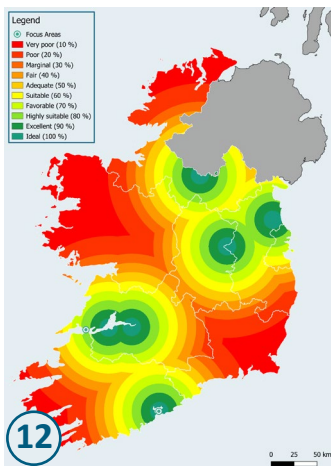 Legend
Focus Areas
Very poor (10 %)
Poor (20 %)
Marginal (30 %)
Fair (40 %)
Adequate (50 %)
Suitable (60 %)
Favorable (70 %)
Highly suitable (80 %)
Excellent (90 %)
Ideal (100 %)
12
0 25 50 km